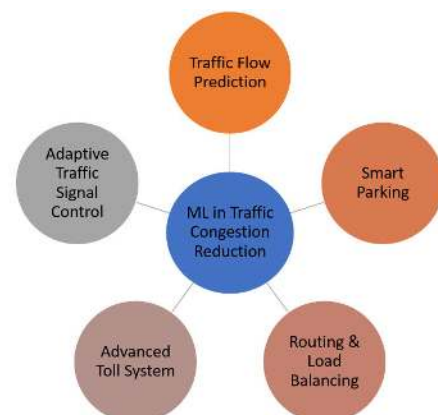 Traffic Flow
Prediction
Adaptive
Traffic
Signal
Control
Smart
Parking
ML in Traffic
Congestion
Reduction
Advanced
Toll System
Routing &
Load
Balancing